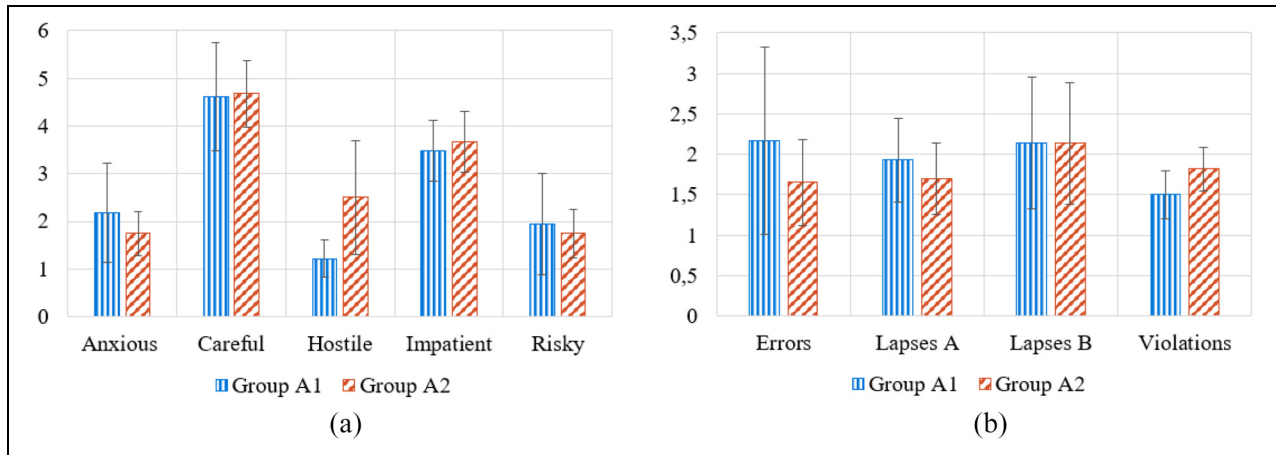 6
5
4
3
2
1
0
Anxious Careful Hostile Impatient Risky
Group A1 Group A2
(a)
3,5
3
2,5
2
1,5
1
0,5
0
Errors Lapses A Lapses B Violations
Group A1 Group A2
(b)